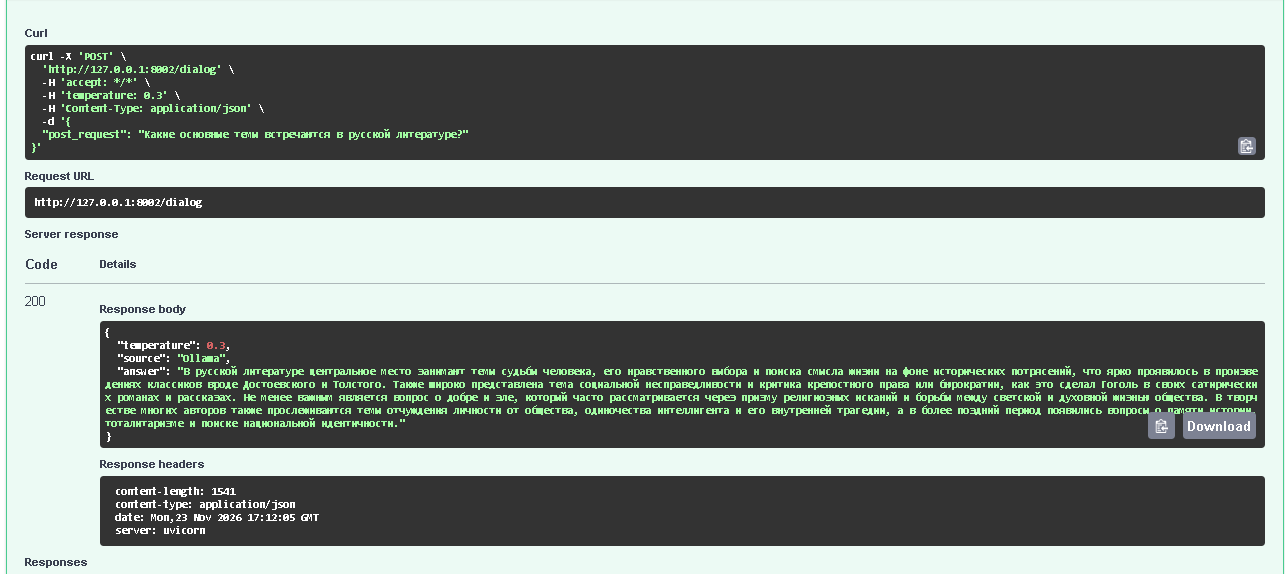 Curl
curl -X 'POST' \
'http://127.0.0.1:8002/dialog' \
-H 'accept: */*' \
-H 'temperature: 0.3' \
-H 'Content-Type: application/json' \
-d '{
"post_request": "Какие основные темы встречаются в русской литературе?"
}'
Request URL
http://127.0.0.1:8002/dialog
Server response
Code Details
200
Response body
{
"temperature": 0.3,
"source": "Ollama",
"answer": "В русской литературе центральное место занимают темы судьбы человека, его нравственного выбора и поиска смысла жизни на фоне исторических потрясений, что ярко проявилось в произве
дениях классиков вроде Достоевского и Толстого. Также широко представлена тема социальной несправедливости и критика крепостного права или бюрократии, как это сделал Гоголь в своих сатирически
х романах и рассказах. Не менее важным является вопрос о добре и зле, который часто рассматривается через призму религиозных исканий и борьбы между светской и духовной жизнью общества. В творч
естве многих авторов также прослеживаются темы отчуждения личности от общества, одиночества интеллигента и его внутренней трагедии, а в более поздний период появились вопросы о памяти истории,
тоталитаризме и поиске национальной идентичности."
}
Download
Response headers
content-length: 1541
content-type: application/json
date: Mon,23 Nov 2026 17:12:05 GMT
server: uvicorn
Responses